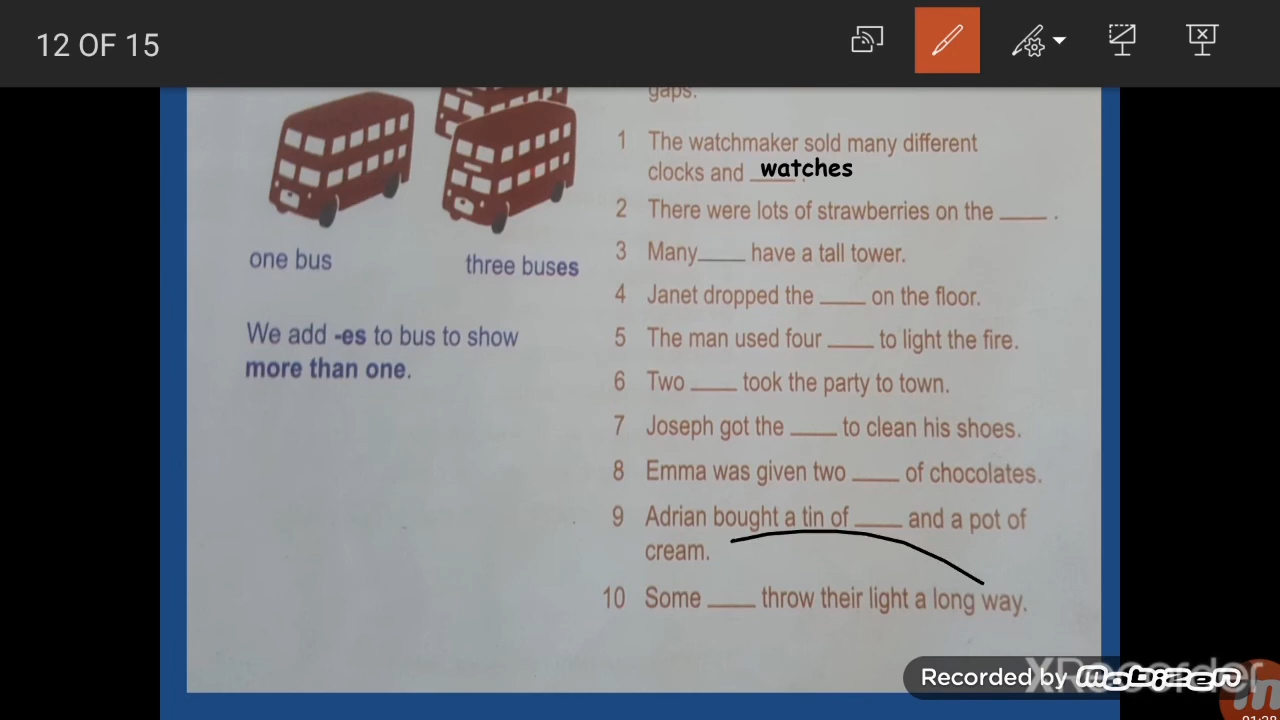 12 OF 15
gaps.
1 The watchmaker sold many different
clocks and ____ . watches
2 There were lots of strawberries on the ____ .
3 Many____ have a tall tower.
4 Janet dropped the ____ on the floor.
5 The man used four ____ to light the fire.
6 Two ____ took the party to town.
7 Joseph got the ____ to clean his shoes.
8 Emma was given two ____ of chocolates.
9 Adrian bought a tin of ____ and a pot of
cream.
10 Some ____ throw their light a long way.
one bus
three buses
We add -es to bus to show
more than one.
Recorded by mobizen
XRecorder